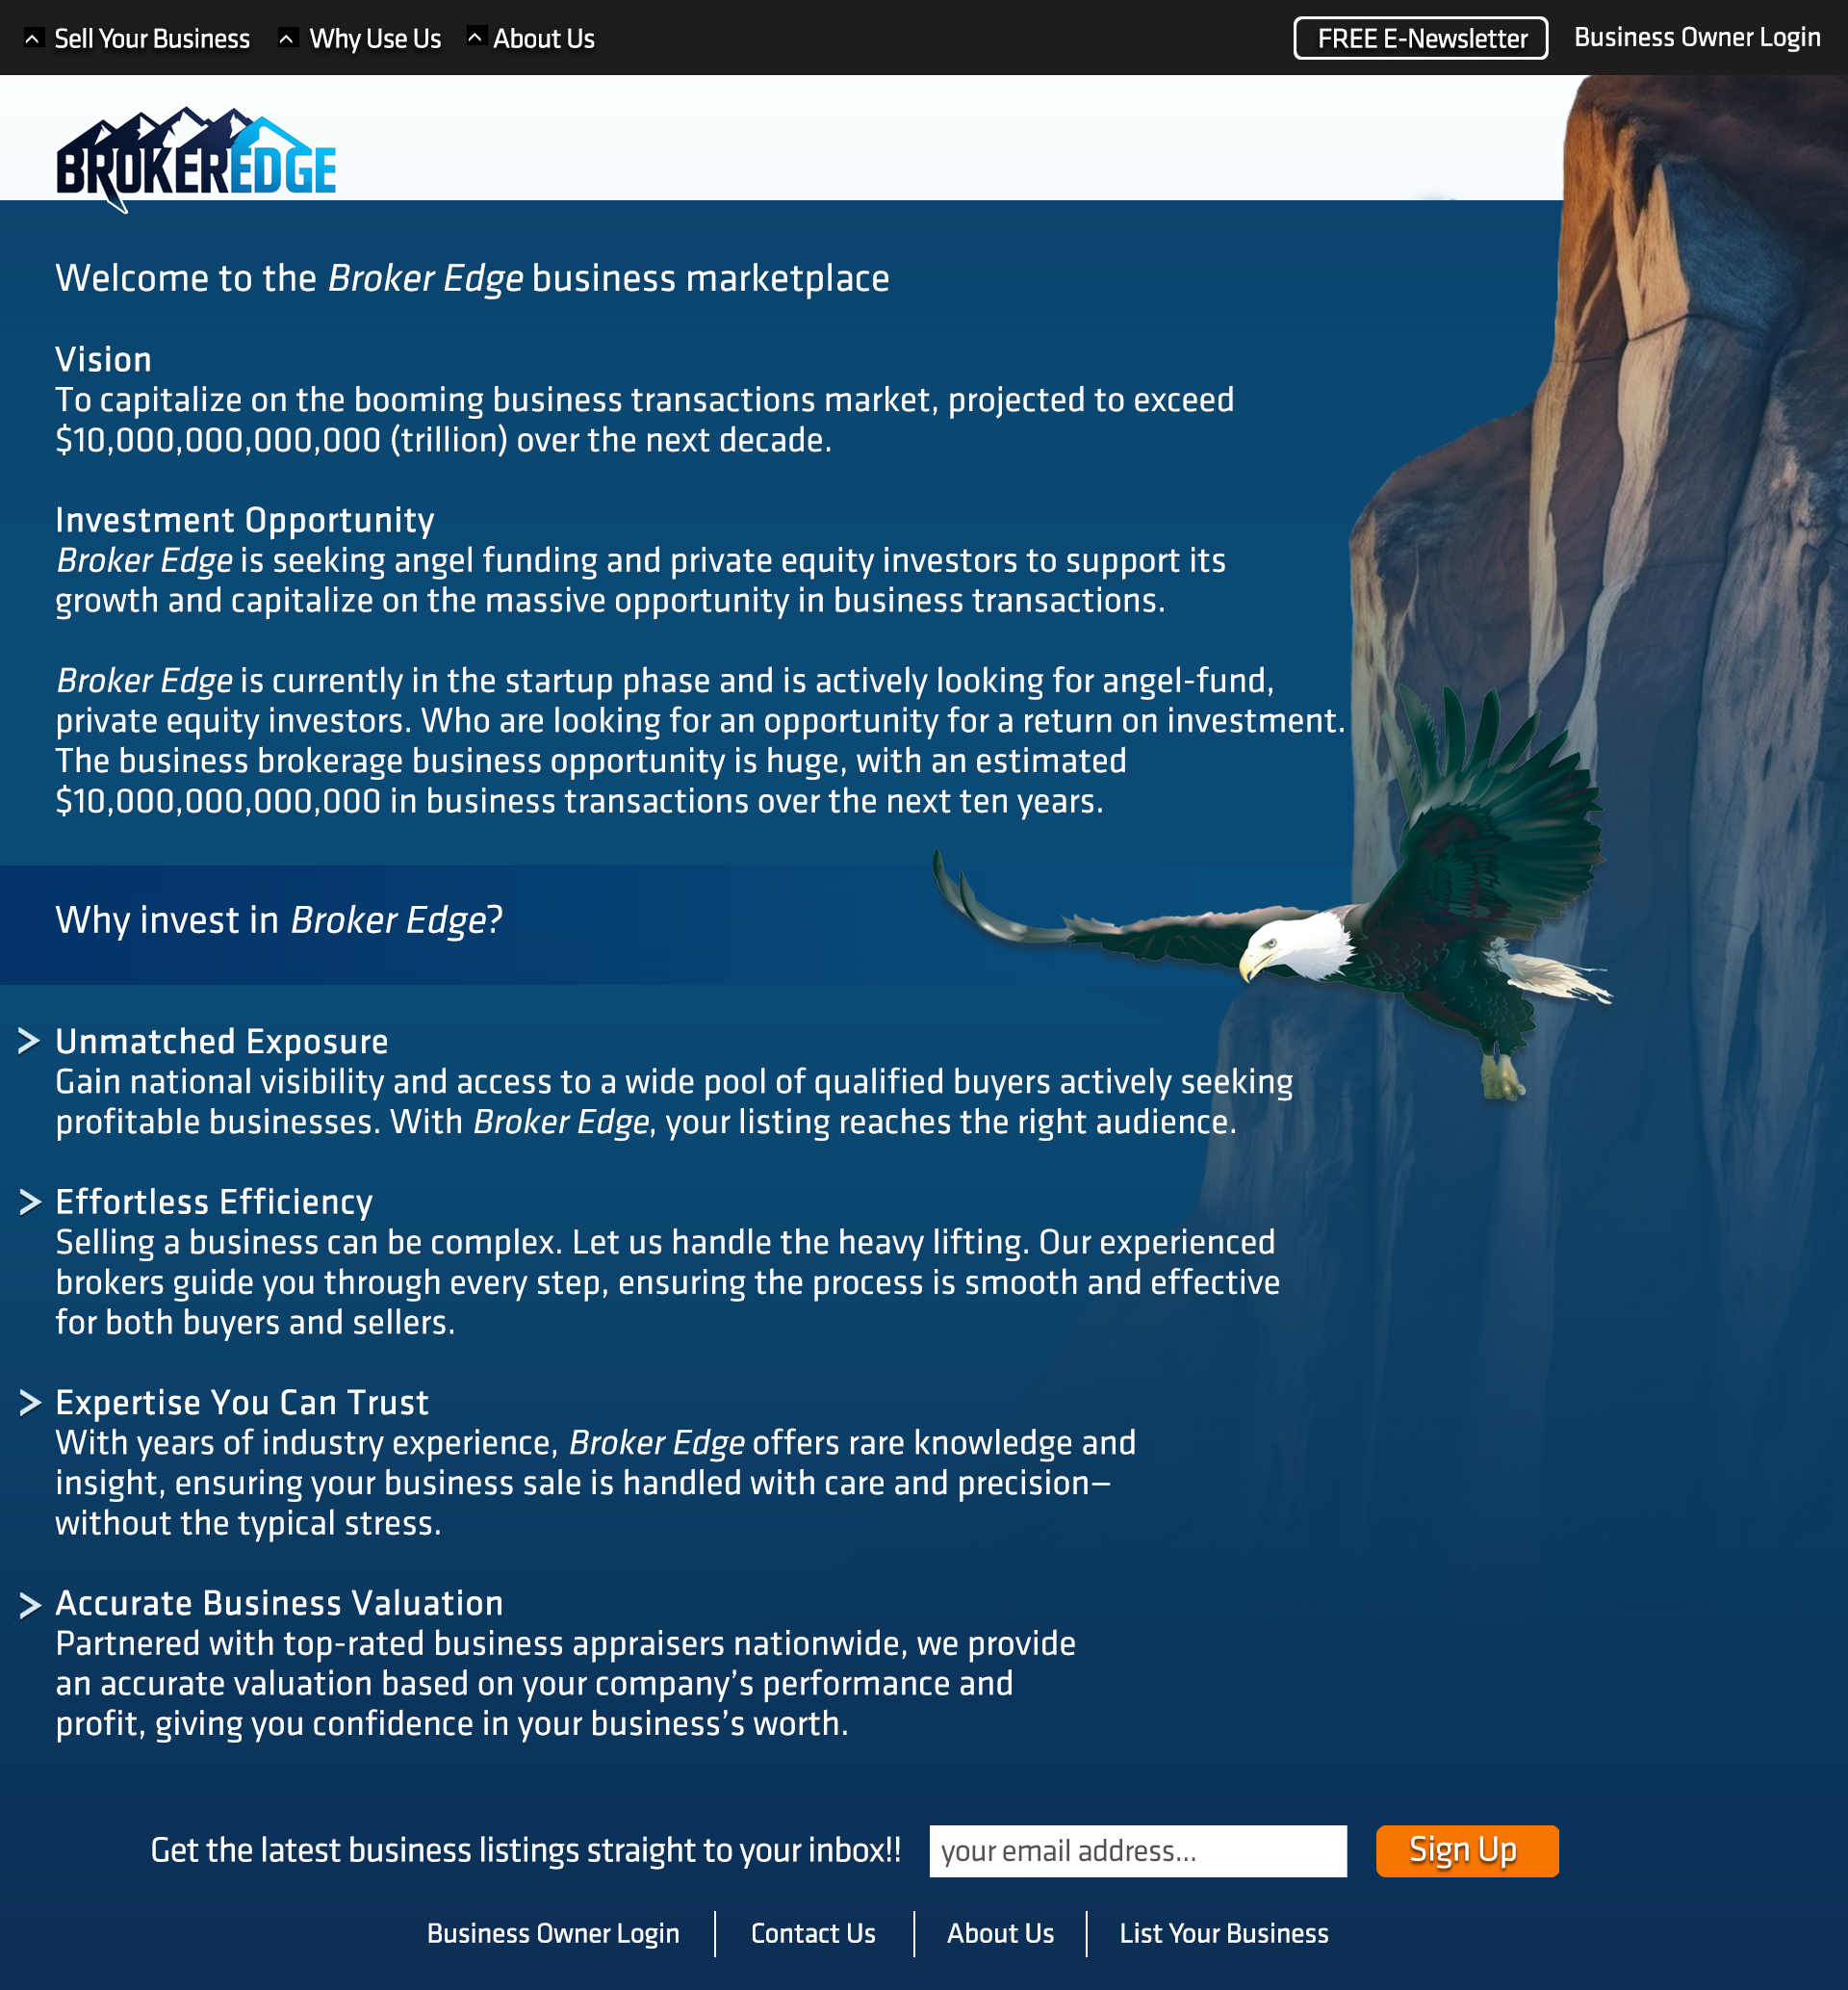 Sell Your Business Why Use Us About Us FREE E-Newsletter Business Owner Login
BROKEREDGE
Welcome to the Broker Edge business marketplace
Vision
To capitalize on the booming business transactions market, projected to exceed
$10,000,000,000,000 (trillion) over the next decade.
Investment Opportunity
Broker Edge is seeking angel funding and private equity investors to support its
growth and capitalize on the massive opportunity in business transactions.
Broker Edge is currently in the startup phase and is actively looking for angel-fund,
private equity investors. Who are looking for an opportunity for a return on investment.
The business brokerage business opportunity is huge, with an estimated
$10,000,000,000,000 in business transactions over the next ten years.
Why invest in Broker Edge?
> Unmatched Exposure
Gain national visibility and access to a wide pool of qualified buyers actively seeking
profitable businesses. With Broker Edge, your listing reaches the right audience.
> Effortless Efficiency
Selling a business can be complex. Let us handle the heavy lifting. Our experienced
brokers guide you through every step, ensuring the process is smooth and effective
for both buyers and sellers.
> Expertise You Can Trust
With years of industry experience, Broker Edge offers rare knowledge and
insight, ensuring your business sale is handled with care and precision—
without the typical stress.
> Accurate Business Valuation
Partnered with top-rated business appraisers nationwide, we provide
an accurate valuation based on your company’s performance and
profit, giving you confidence in your business’s worth.
Get the latest business listings straight to your inbox!! your email address... Sign Up
Business Owner Login | Contact Us | About Us | List Your Business